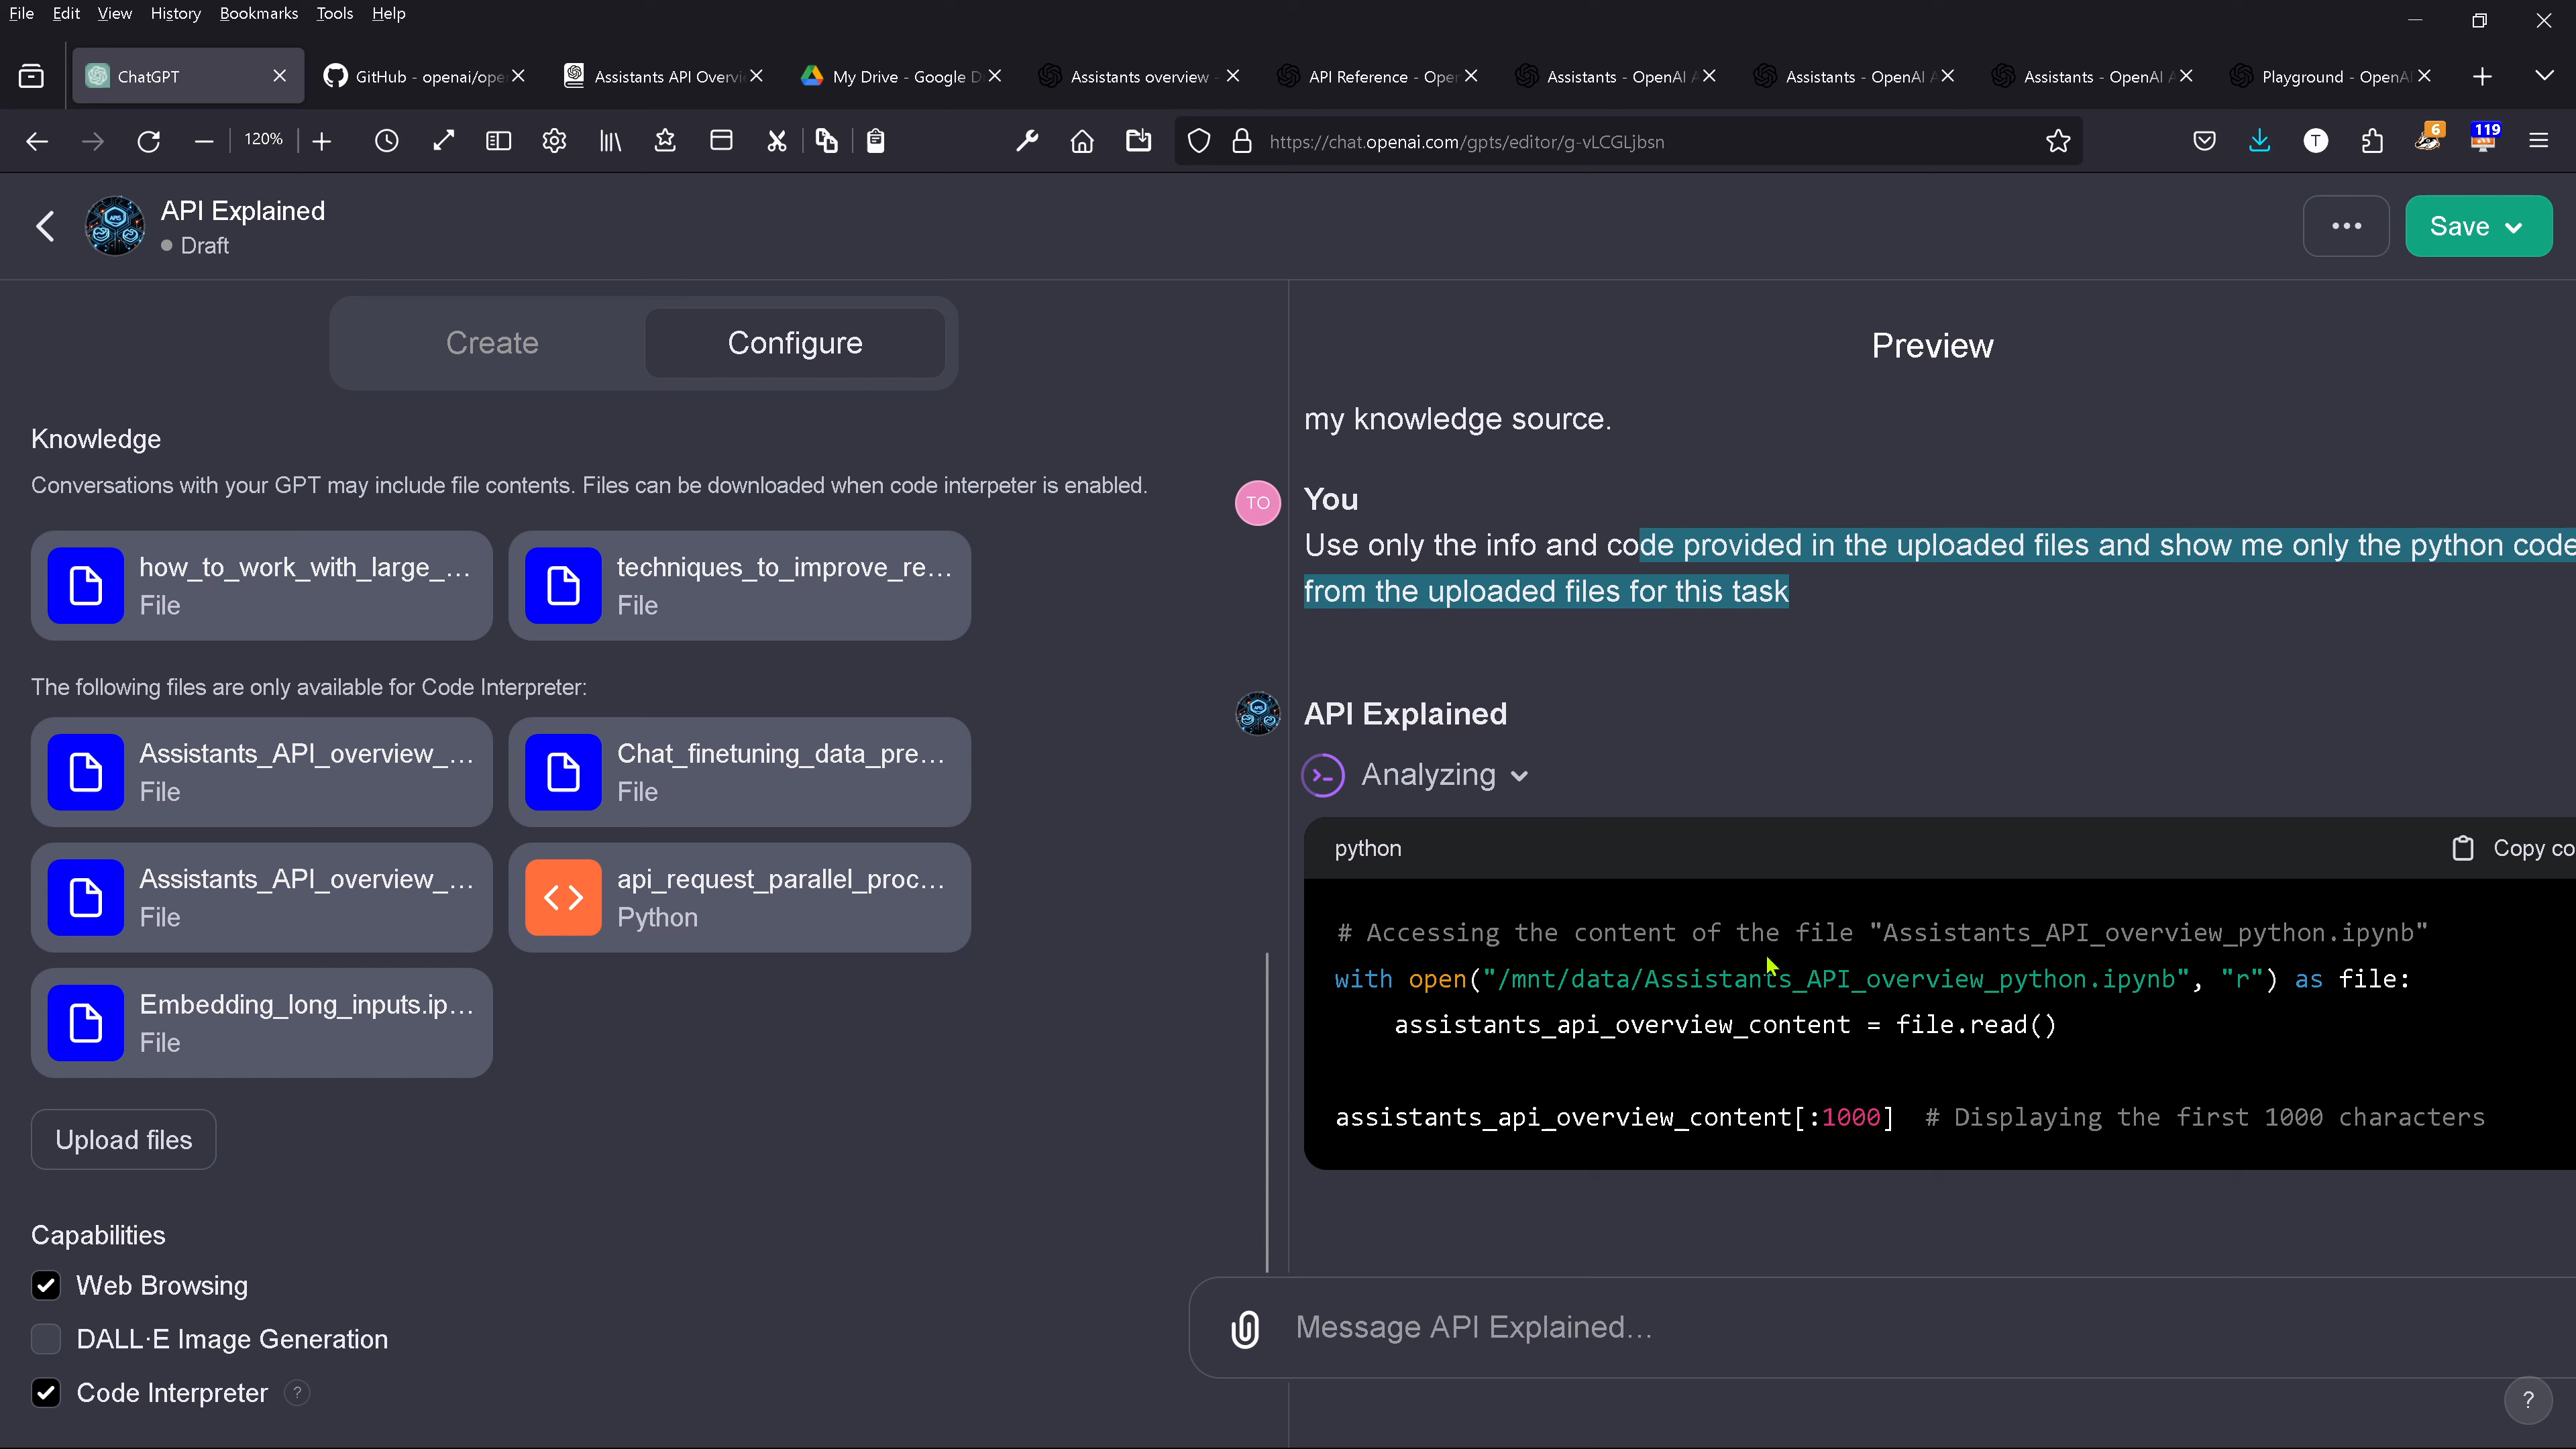 File Edit View History Bookmarks Tools Help
ChatGPT
GitHub - openai/ope
Assistants API Overvi
My Drive - Google D
Assistants overview -
API Reference - Ope
Assistants - OpenAI A
Assistants - OpenAI A
Assistants - OpenAI A
Playground - OpenAI
120%
https://chat.openai.com/gpts/editor/g-vLCGLjbsn
T
6
119
API Explained
Draft
Save
Create
Configure
Preview
Knowledge
Conversations with your GPT may include file contents. Files can be downloaded when code interpeter is enabled.
how_to_work_with_large_...
File
techniques_to_improve_re...
File
The following files are only available for Code Interpreter:
Assistants_API_overview_...
File
Chat_finetuning_data_pre...
File
Assistants_API_overview_...
File
api_request_parallel_proc...
Python
Embedding_long_inputs.ip...
File
Upload files
Capabilities
Web Browsing
DALL·E Image Generation
Code Interpreter ?
my knowledge source.
TO
You
Use only the info and code provided in the uploaded files and show me only the python code
from the uploaded files for this task
API Explained
Analyzing
python
Copy co
# Accessing the content of the file "Assistants_API_overview_python.ipynb"
with open("/mnt/data/Assistants_API_overview_python.ipynb", "r") as file:
assistants_api_overview_content = file.read()
assistants_api_overview_content[:1000]  # Displaying the first 1000 characters
Message API Explained...
?